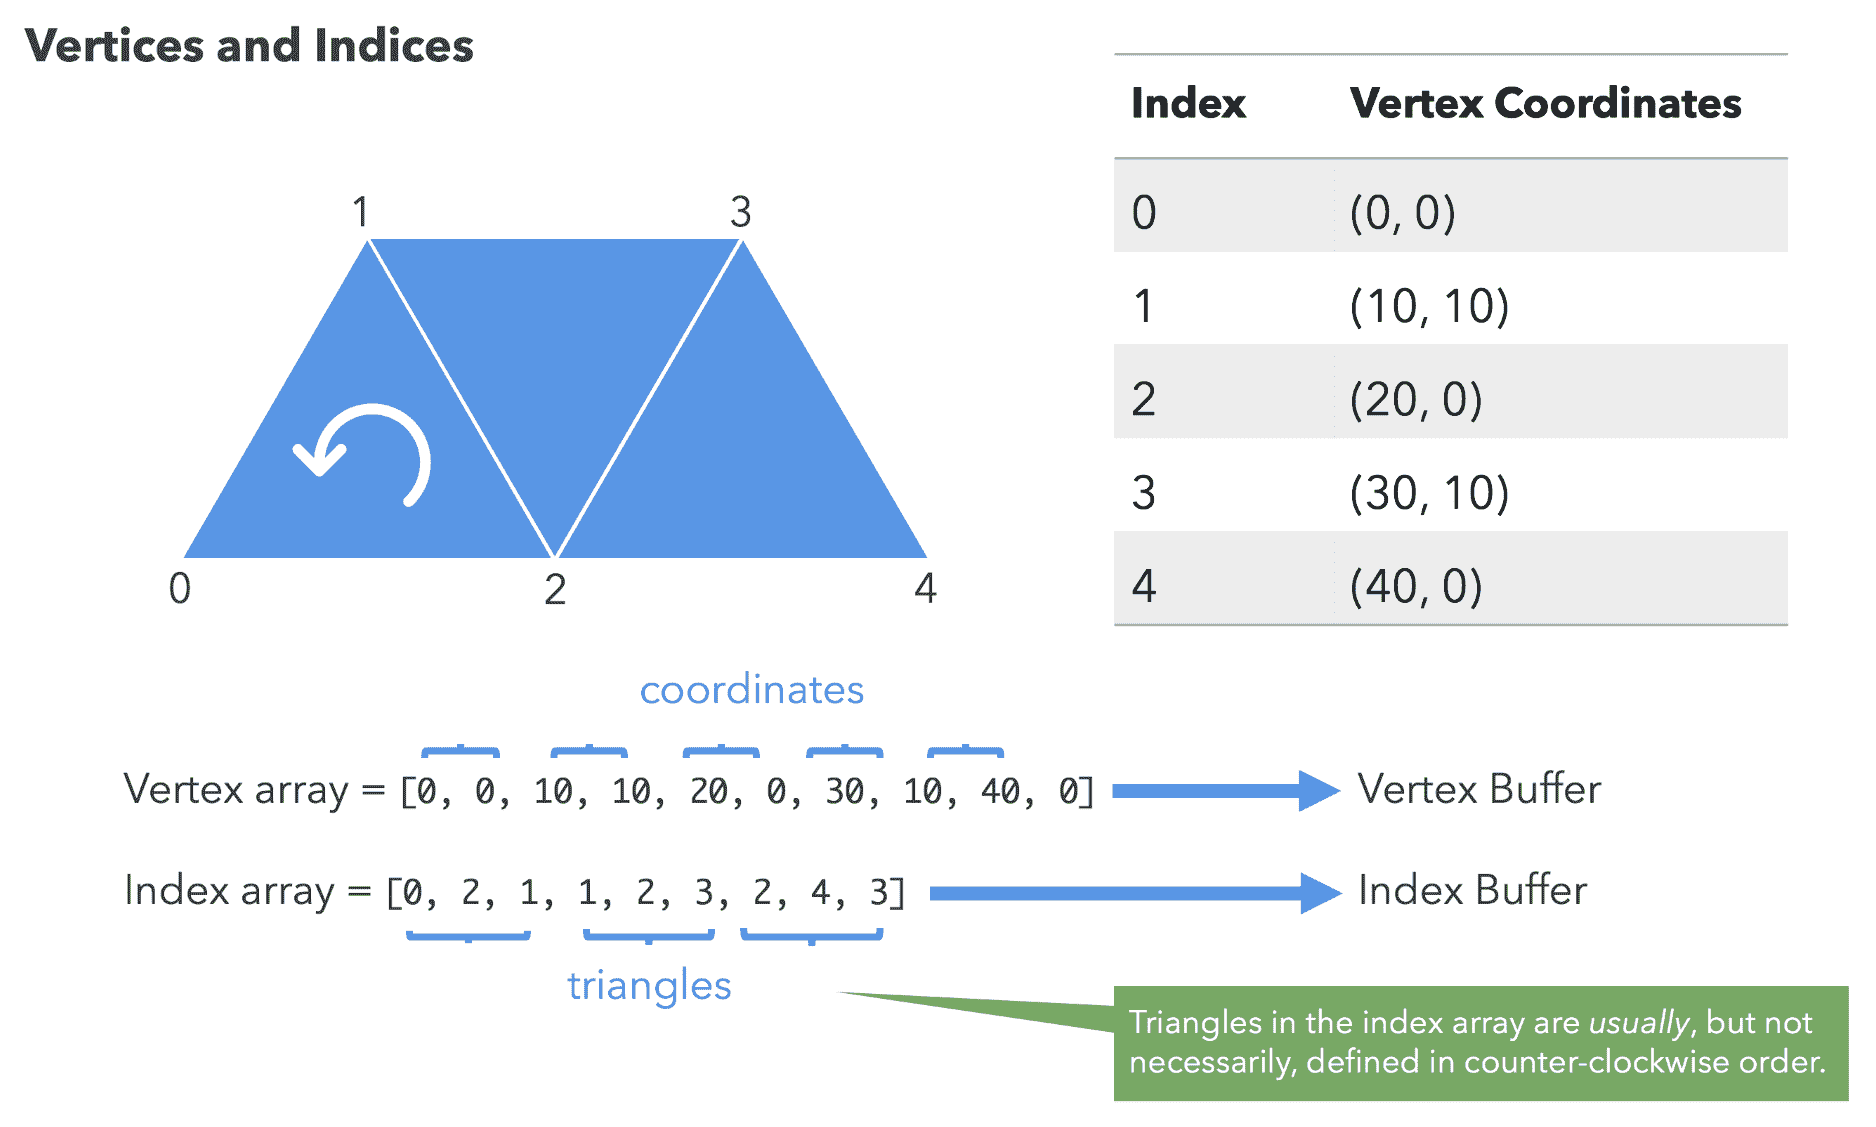 Vertices and Indices
1
3
0
2
4
Index Vertex Coordinates
0 (0, 0)
1 (10, 10)
2 (20, 0)
3 (30, 10)
4 (40, 0)
coordinates
Vertex array = [0, 0, 10, 10, 20, 0, 30, 10, 40, 0] Vertex Buffer
Index array = [0, 2, 1, 1, 2, 3, 2, 4, 3] Index Buffer
triangles
Triangles in the index array are usually, but not
necessarily, defined in counter-clockwise order.